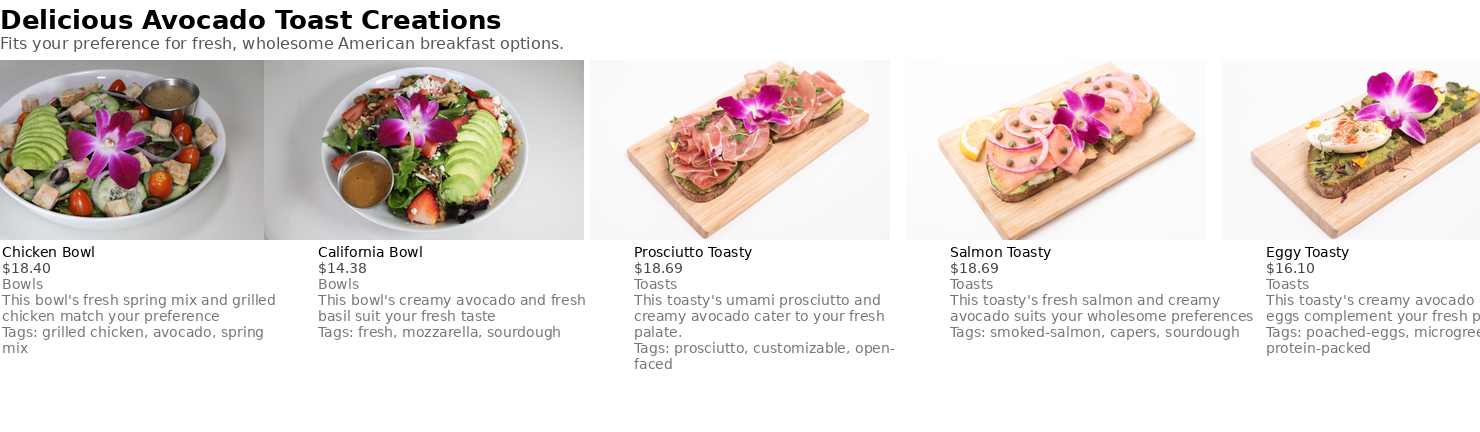 Delicious Avocado Toast Creations
Fits your preference for fresh, wholesome American breakfast options.
Chicken Bowl
$18.40
Bowls
This bowl's fresh spring mix and grilled
chicken match your preference
Tags: grilled chicken, avocado, spring
mix
California Bowl
$14.38
Bowls
This bowl's creamy avocado and fresh
basil suit your fresh taste
Tags: fresh, mozzarella, sourdough
Prosciutto Toasty
$18.69
Toasts
This toasty's umami prosciutto and
creamy avocado cater to your fresh
palate.
Tags: prosciutto, customizable, open-
faced
Salmon Toasty
$18.69
Toasts
This toasty's fresh salmon and creamy
avocado suits your wholesome preferences
Tags: smoked-salmon, capers, sourdough
Eggy Toasty
$16.10
Toasts
This toasty's creamy avocado
eggs complement your fresh
Tags: poached-eggs,
protein-packed